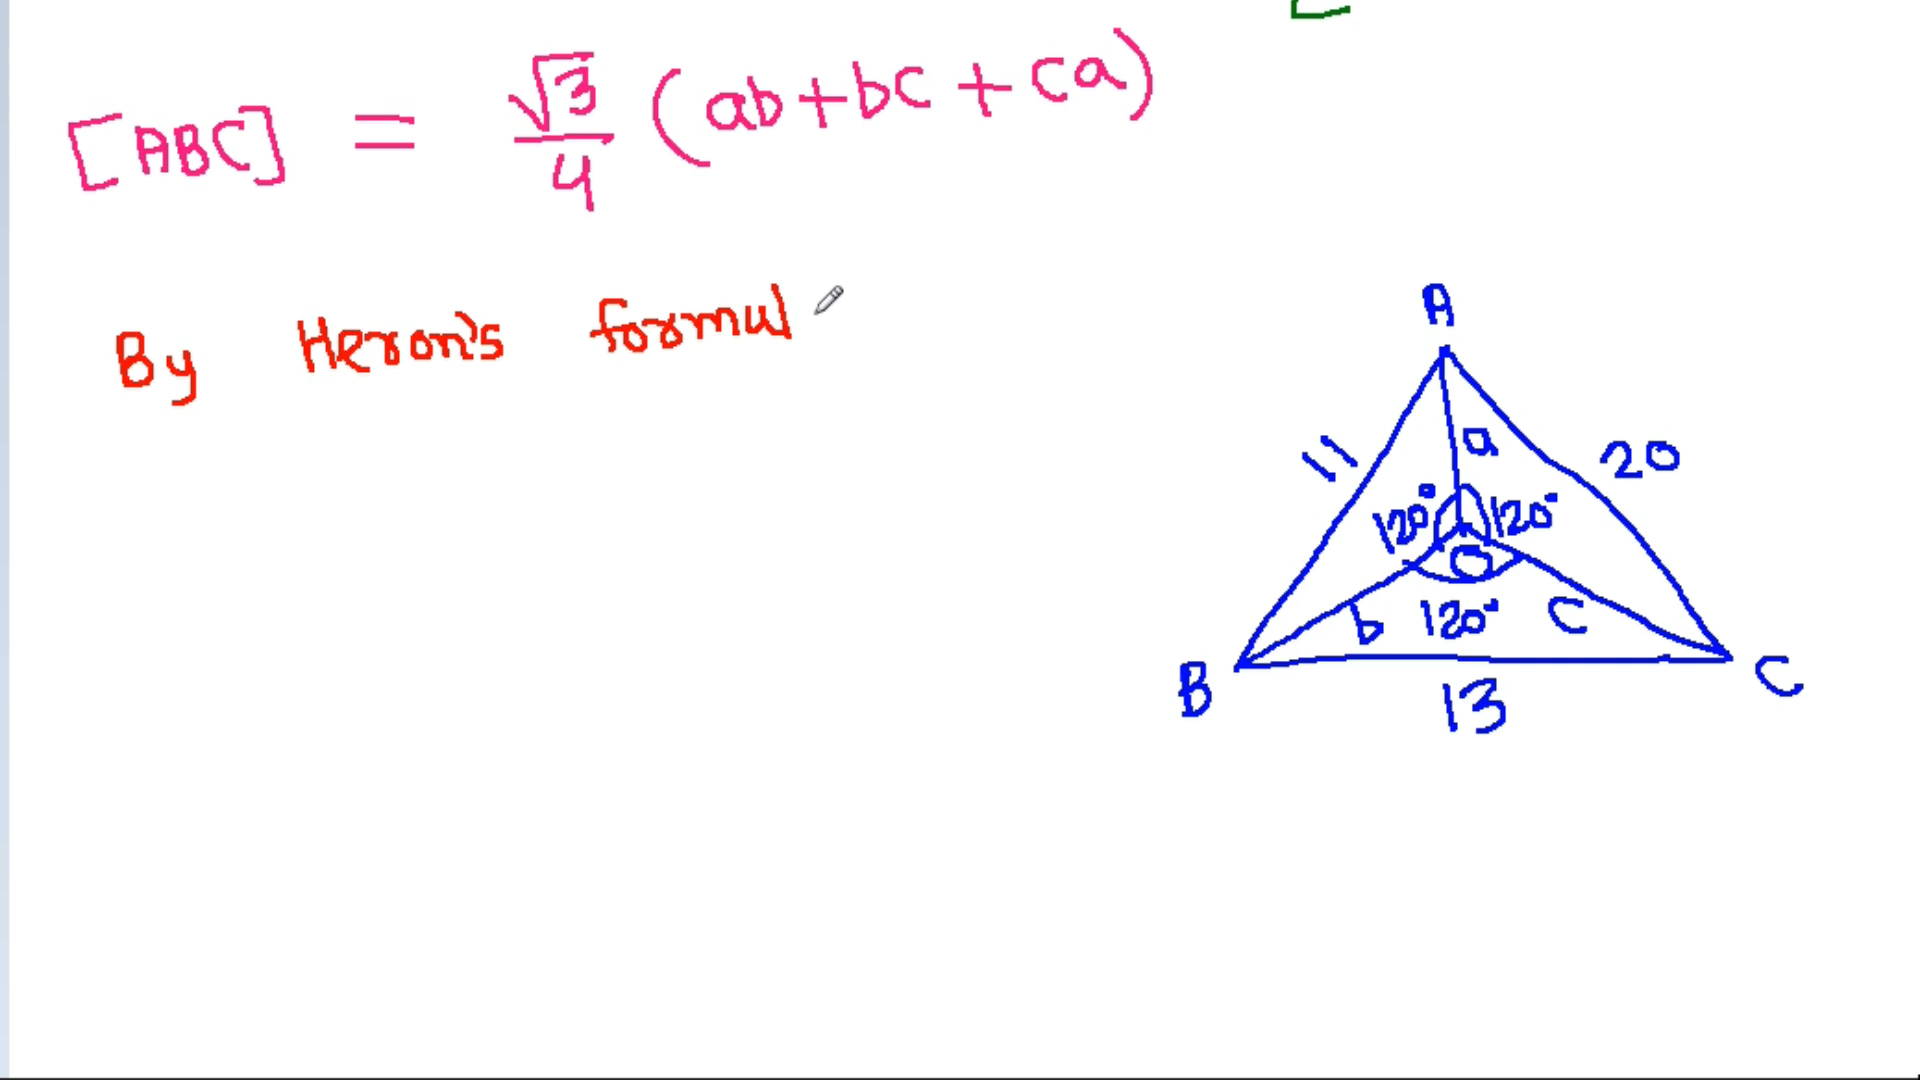 [ABC] = √3/4 (ab+bc+ca)
By Heron's formul
A
11
a
20
120°
120°
O
b
120°
C
B
13
C